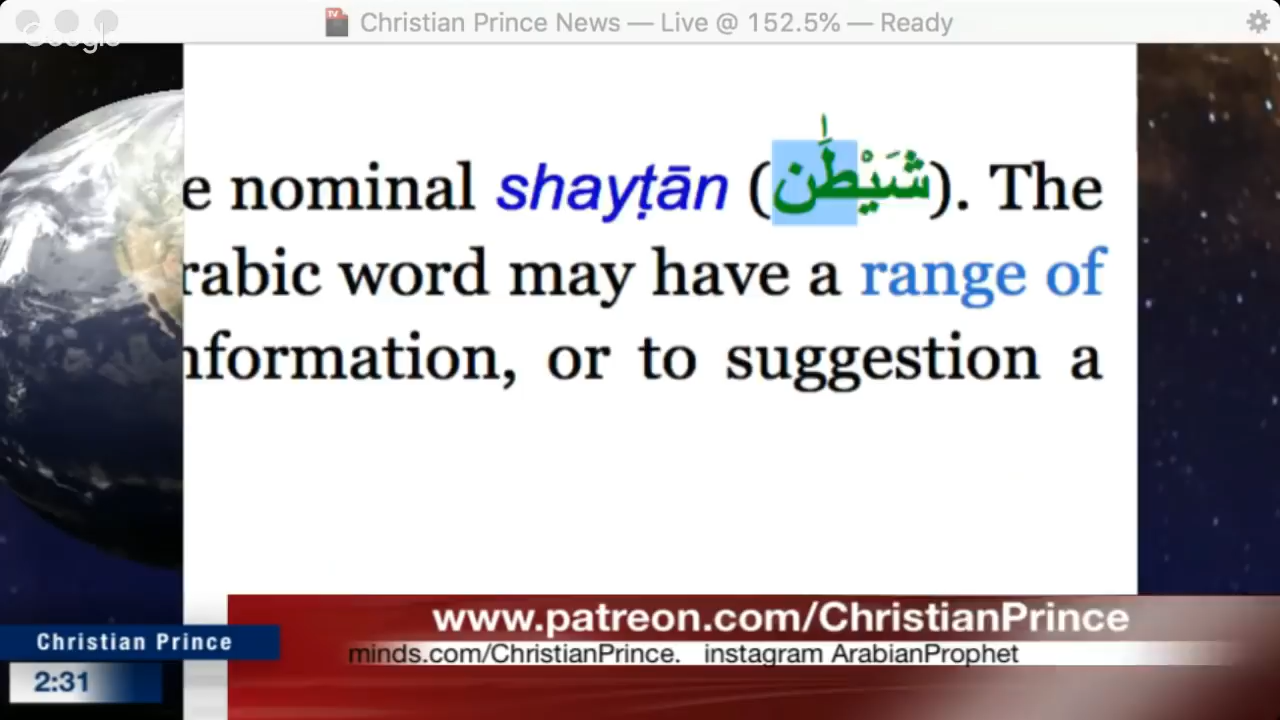 Christian Prince News — Live @ 152.5% — Ready
Google
e nominal shayṭān (شَيْطَٰن). The
rabic word may have a range of
nformation, or to suggestion a
www.patreon.com/ChristianPrince
Christian Prince
minds.com/ChristianPrince. instagram ArabianProphet
2:31